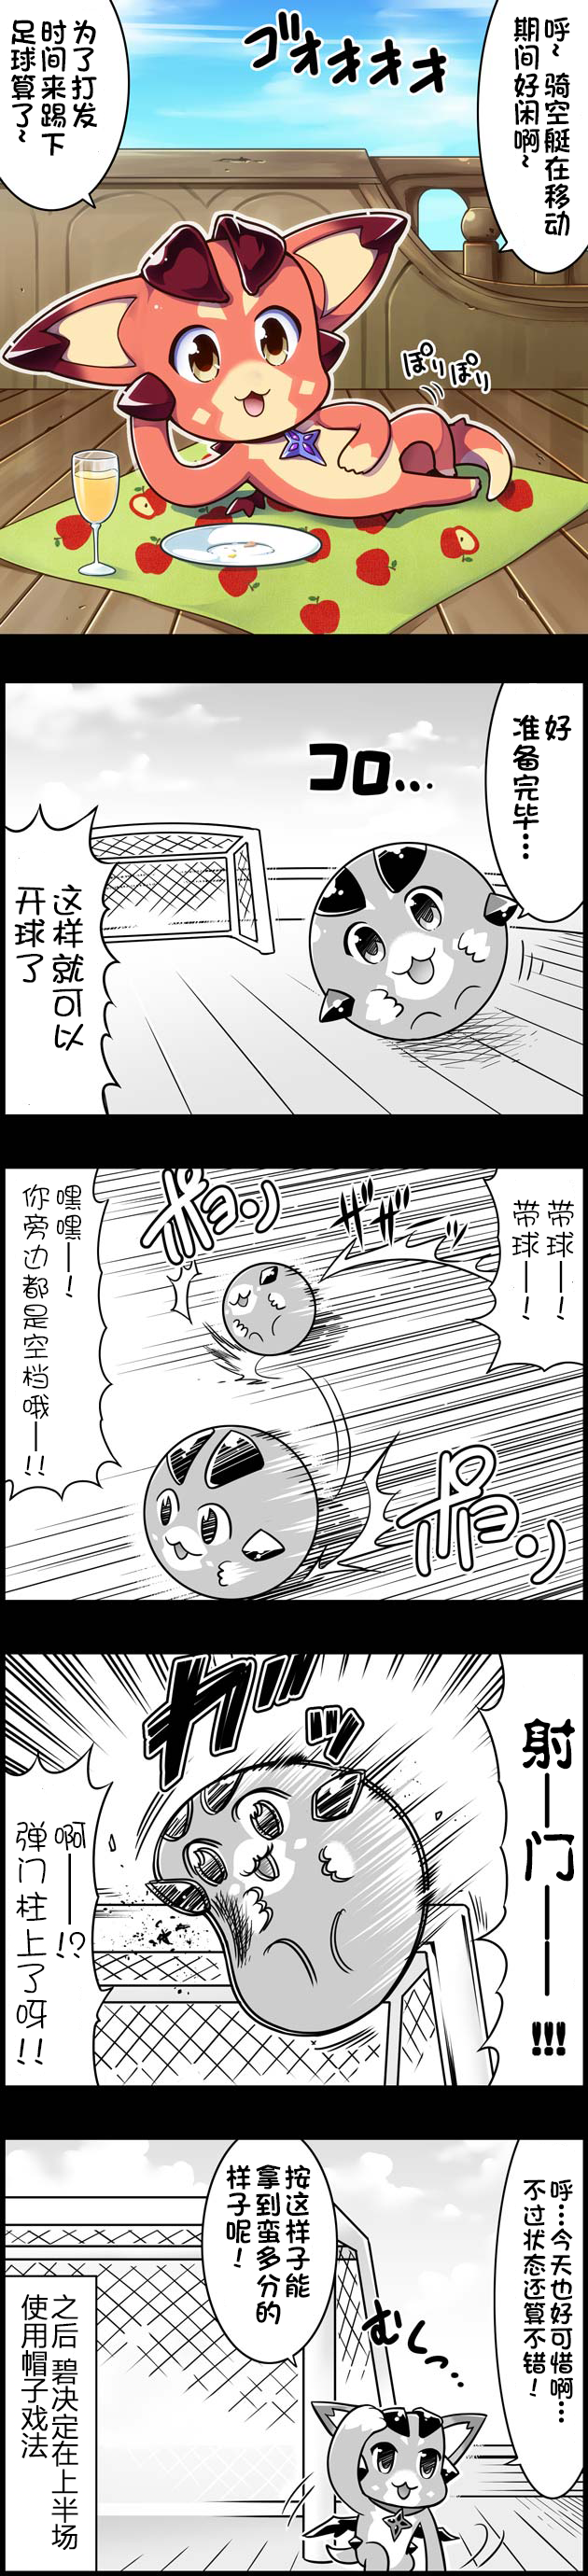 呼~ 骑空艇在移动
期间好闲啊~
ゴオオオオ
为了打发
时间来踢下
足球算了~
ぽりぽり
好
准备完毕…
コロ…
这样就可以
开球了
带球—！
带球—！
ザザッ
ポヨンッ
嘿嘿—！
你旁边都是空档哦—!!
ポヨンッ
射—门——!!!
ガンッ
啊——!?
弹门柱上了呀!!
呼…今天也好可惜啊…
不过状态还算不错！
按这样子能
拿到蛮多分的
样子呢！
むくっ…
之后 碧决定在上半场
使用帽子戏法